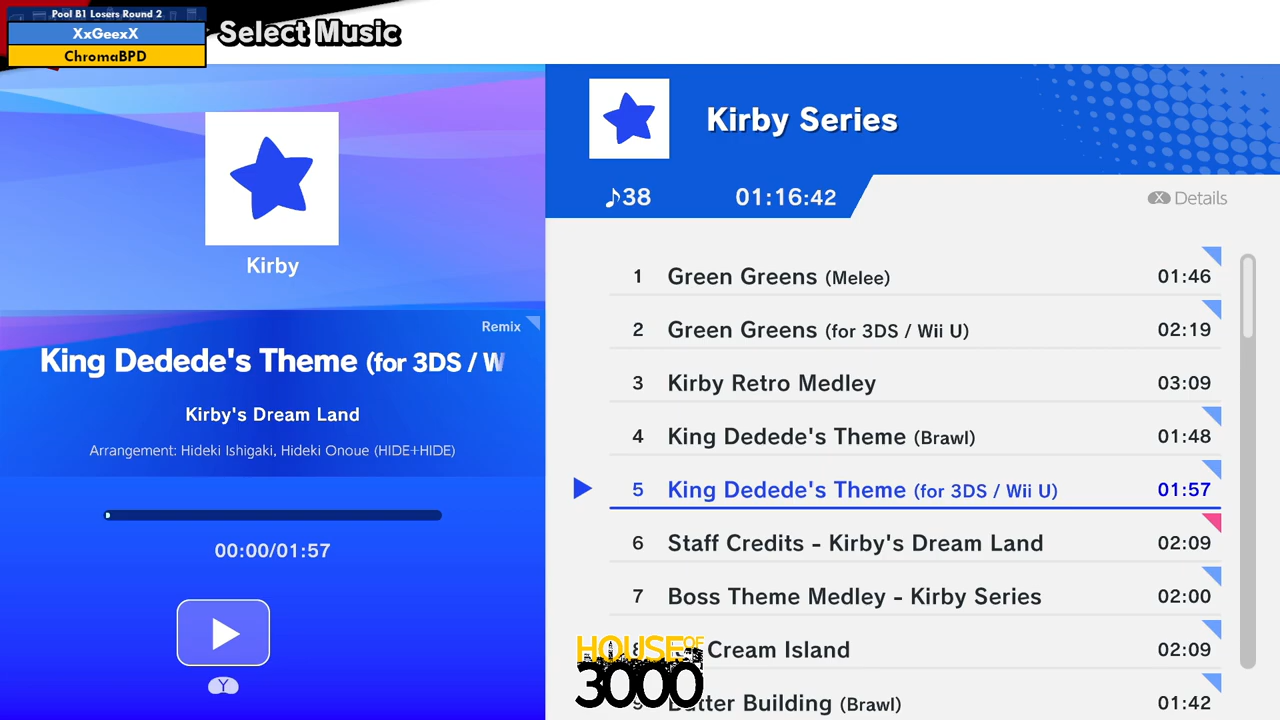 Pool B1 Losers Round 2
XxGeexX
ChromaBPD
Select Music
Kirby
Remix
King Dedede's Theme (for 3DS / W
Kirby's Dream Land
Arrangement: Hideki Ishigaki, Hideki Onoue (HIDE+HIDE)
00:00/01:57
Y
Kirby Series
♪38 01:16:42
X Details
1 Green Greens (Melee) 01:46
2 Green Greens (for 3DS / Wii U) 02:19
3 Kirby Retro Medley 03:09
4 King Dedede's Theme (Brawl) 01:48
5 King Dedede's Theme (for 3DS / Wii U) 01:57
6 Staff Credits - Kirby's Dream Land 02:09
7 Boss Theme Medley - Kirby Series 02:00
8 Cream Island 02:09
9 Butter Building (Brawl) 01:42
HOUSE OF
3000